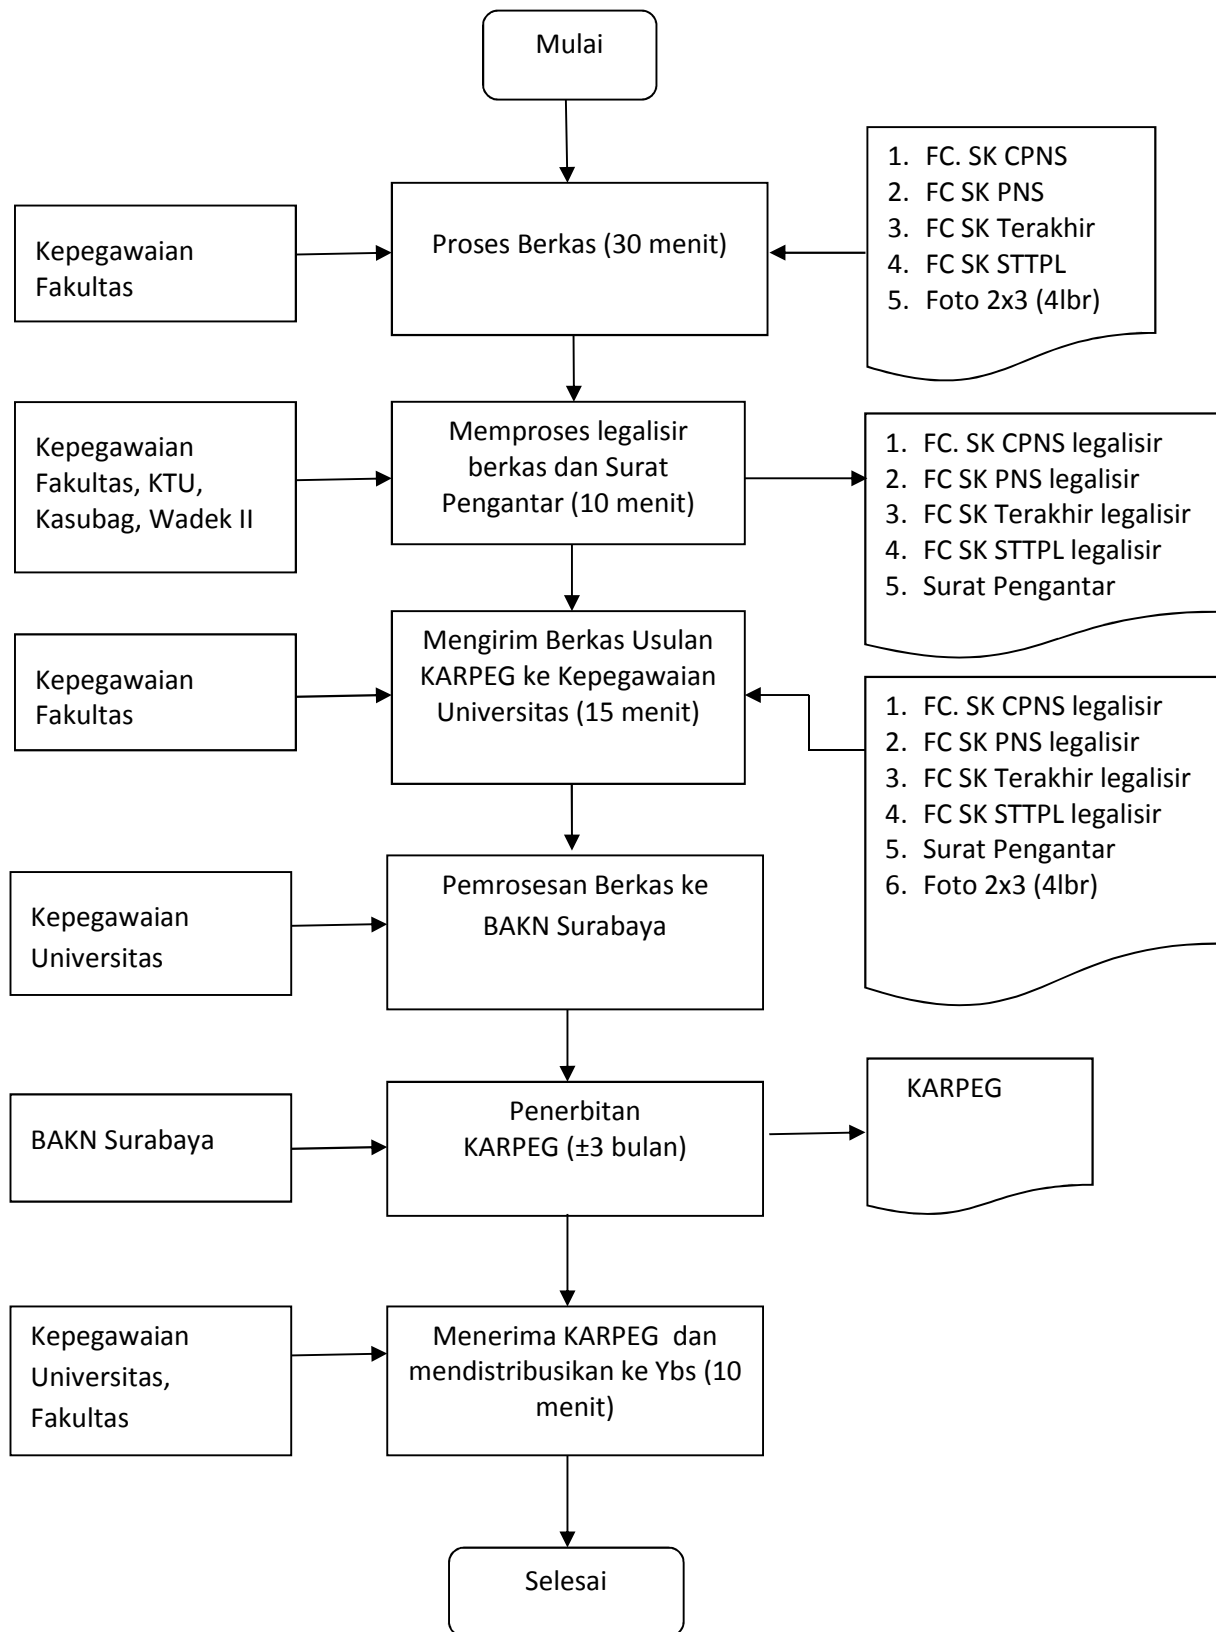 Mulai
1. FC. SK CPNS
2. FC SK PNS
3. FC SK Terakhir
4. FC SK STTPL
5. Foto 2x3 (4lbr)
Kepegawaian
Fakultas
Proses Berkas (30 menit)
Kepegawaian
Fakultas, KTU,
Kasubag, Wadek II
Memproses legalisir
berkas dan Surat
Pengantar (10 menit)
1. FC. SK CPNS legalisir
2. FC SK PNS legalisir
3. FC SK Terakhir legalisir
4. FC SK STTPL legalisir
5. Surat Pengantar
Kepegawaian
Fakultas
Mengirim Berkas Usulan
KARPEG ke Kepegawaian
Universitas (15 menit)
1. FC. SK CPNS legalisir
2. FC SK PNS legalisir
3. FC SK Terakhir legalisir
4. FC SK STTPL legalisir
5. Surat Pengantar
6. Foto 2x3 (4lbr)
Kepegawaian
Universitas
Pemrosesan Berkas ke
BAKN Surabaya
BAKN Surabaya
Penerbitan
KARPEG (±3 bulan)
KARPEG
Kepegawaian
Universitas,
Fakultas
Menerima KARPEG dan
mendistribusikan ke Ybs (10
menit)
Selesai